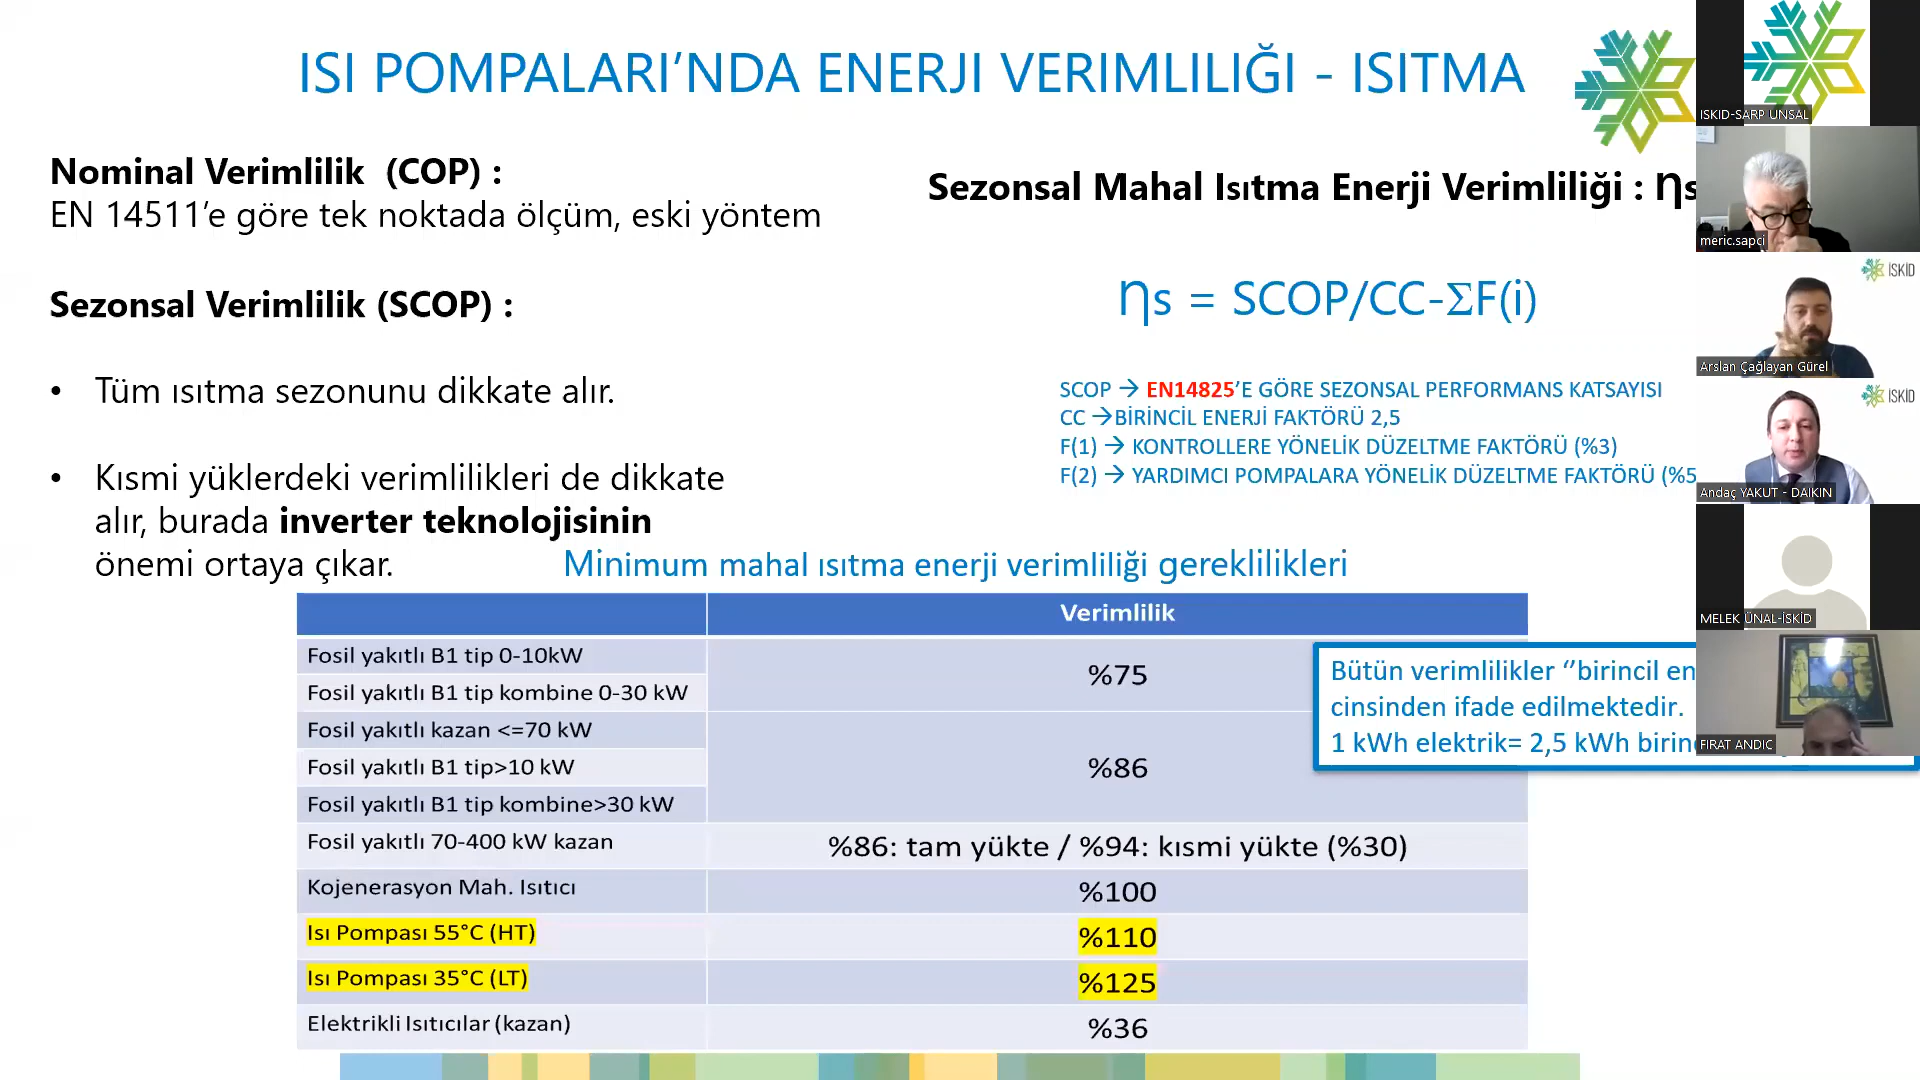 ISI POMPALARI’NDA ENERJI VERIMLILIĞI - ISITMA
Nominal Verimlilik (COP) :
EN 14511’e göre tek noktada ölçüm, eski yöntem
Sezonsal Verimlilik (SCOP) :
• Tüm ısıtma sezonunu dikkate alır.
• Kısmi yüklerdeki verimlilikleri de dikkate
alır, burada inverter teknolojisinin
önemi ortaya çıkar.
Sezonsal Mahal Isıtma Enerji Verimliliği : Ƞs
Ƞs = SCOP/CC-ΣF(i)
SCOP → EN14825’E GÖRE SEZONSAL PERFORMANS KATSAYISI
CC →BİRİNCİL ENERJİ FAKTÖRÜ 2,5
F(1) → KONTROLLERE YÖNELİK DÜZELTME FAKTÖRÜ (%3)
F(2) → YARDIMCI POMPALARA YÖNELİK DÜZELTME FAKTÖRÜ (%5
Minimum mahal ısıtma enerji verimliliği gereklilikleri
Verimlilik
Fosil yakıtlı B1 tip 0-10kW
Fosil yakıtlı B1 tip kombine 0-30 kW
%75
Fosil yakıtlı kazan <=70 kW
Fosil yakıtlı B1 tip>10 kW
Fosil yakıtlı B1 tip kombine>30 kW
%86
Fosil yakıtlı 70-400 kW kazan
%86: tam yükte / %94: kısmi yükte (%30)
Kojenerasyon Mah. Isıtıcı
%100
Isı Pompası 55°C (HT)
%110
Isı Pompası 35°C (LT)
%125
Elektrikli Isıtıcılar (kazan)
%36
Bütün verimlilikler ‘’birincil en
cinsinden ifade edilmektedir.
1 kWh elektrik= 2,5 kWh birin
ISKID-SARP ÜNSAL
meric.sapci
İSKİD
Arslan Çağlayan Gürel
İSKİD
Andaç YAKUT - DAIKIN
MELEK ÜNAL-İSKİD
FIRAT ANDIC